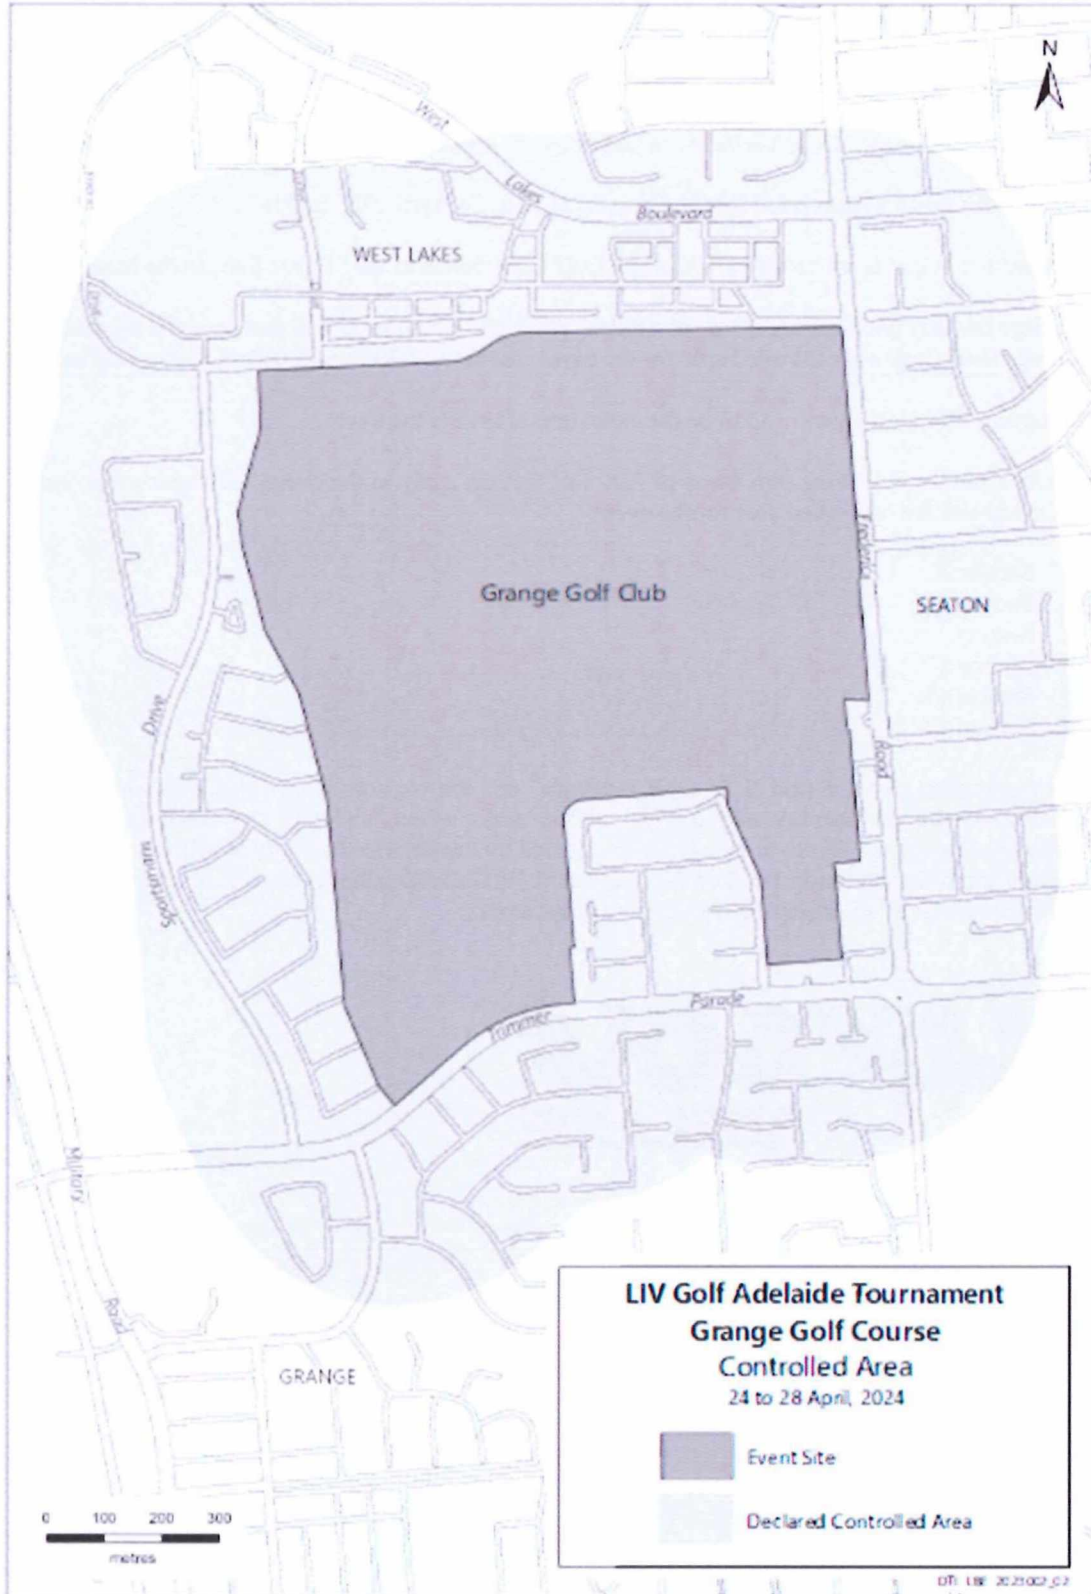 N
West
Lakes
Boulevard
WEST LAKES
Frederick
Grange Golf Club
SEATON
Drive
Road
Sportsman
Parade
Trimmer
Military
Road
GRANGE
LIV Golf Adelaide Tournament
Grange Golf Course
Controlled Area
24 to 28 April, 2024
Event Site
Declared Controlled Area
0 100 200 300
metres